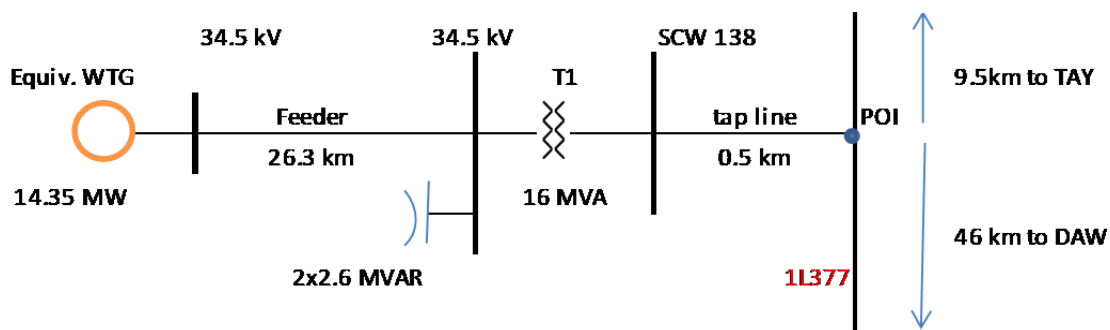 34.5 kV
34.5 kV
SCW 138
Equiv. WTG
T1
9.5km to TAY
Feeder
tap line
POI
26.3 km
0.5 km
14.35 MW
16 MVA
46 km to DAW
2x2.6 MVAR
1L377